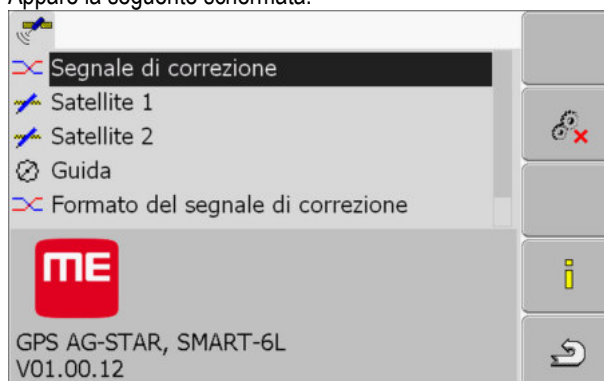 Appare la seguente schermata:
Segnale di correzione
Satellite 1
Satellite 2
Guida
Formato del segnale di correzione
ME
i
GPS AG-STAR, SMART-6L
V01.00.12